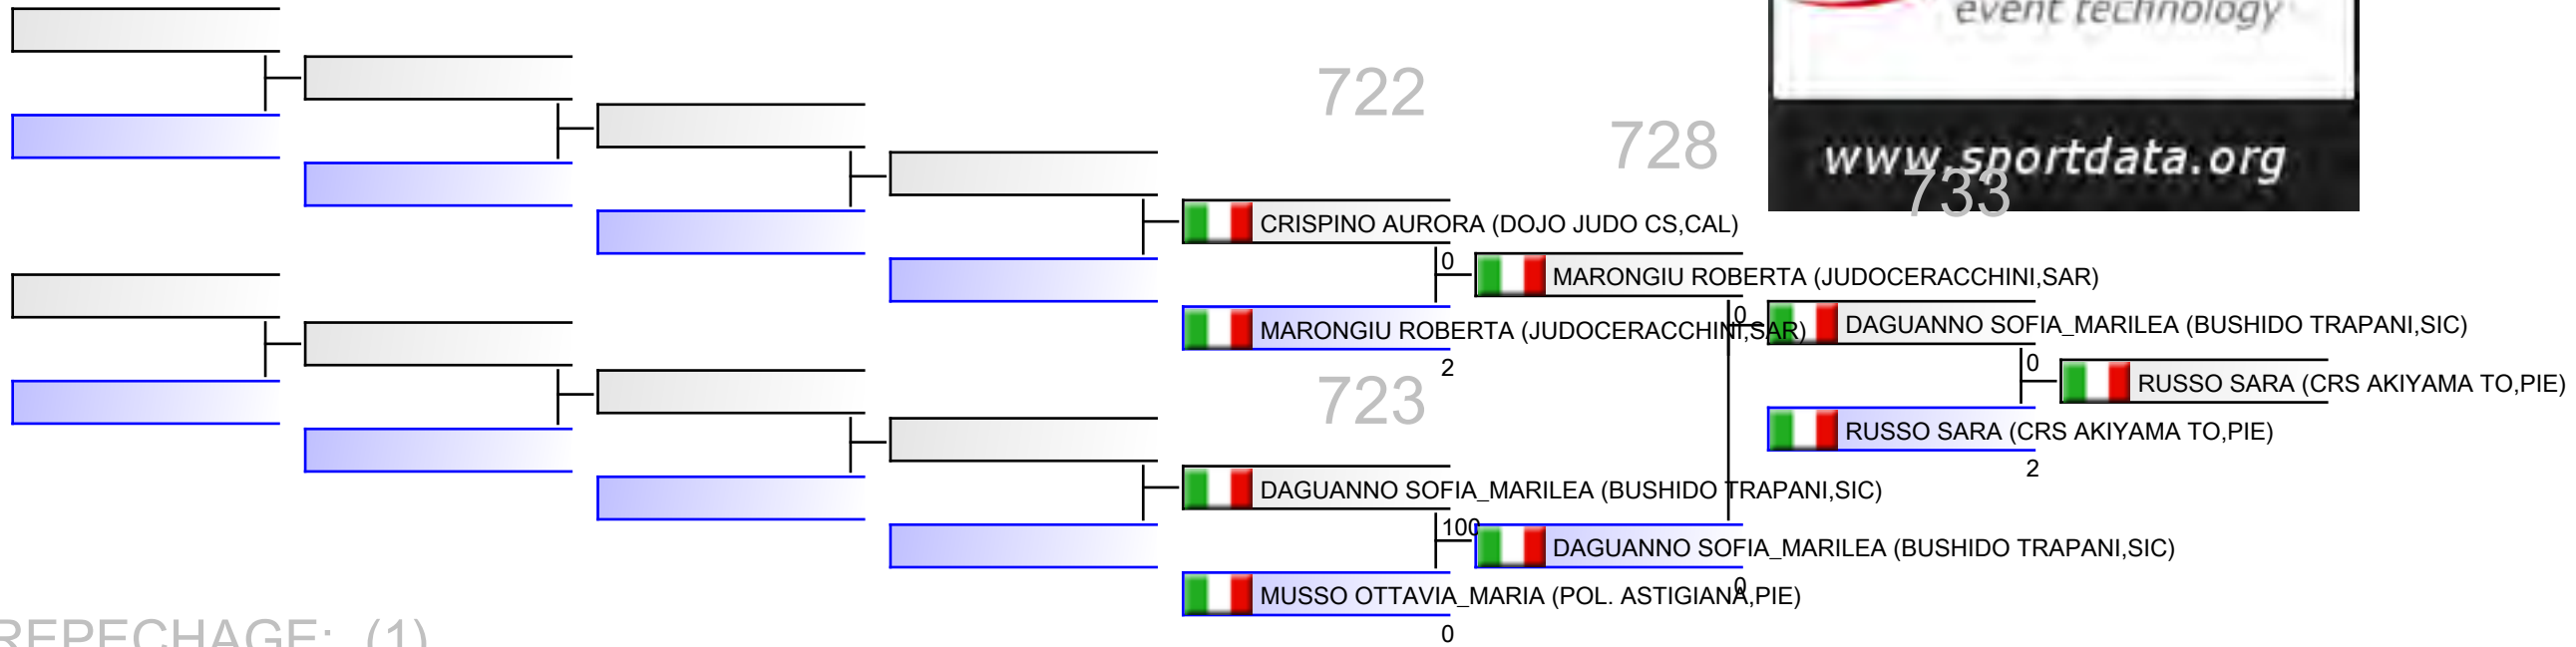 event technology
722
728
www.sportdata.org
733
CRISPINO AURORA (DOJO JUDO CS,CAL)
0
MARONGIU ROBERTA (JUDOCERACCHINI,SAR)
0
MARONGIU ROBERTA (JUDOCERACCHINI,SAR)
DAGUANNO SOFIA_MARILEA (BUSHIDO TRAPANI,SIC)
2
0
723
RUSSO SARA (CRS AKIYAMA TO,PIE)
RUSSO SARA (CRS AKIYAMA TO,PIE)
2
DAGUANNO SOFIA_MARILEA (BUSHIDO TRAPANI,SIC)
100
DAGUANNO SOFIA_MARILEA (BUSHIDO TRAPANI,SIC)
0
MUSSO OTTAVIA_MARIA (POL. ASTIGIANA,PIE)
0
REPECHAGE: (1)